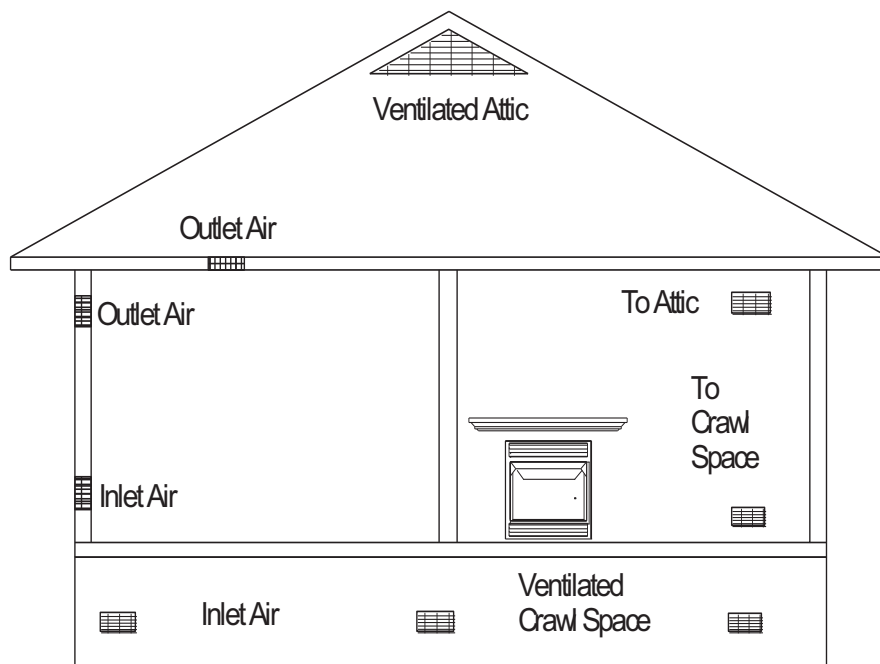 Ventilated Attic
Outlet Air
Outlet Air
To Attic
To
Crawl
Space
Inlet Air
Inlet Air
Ventilated
Crawl Space